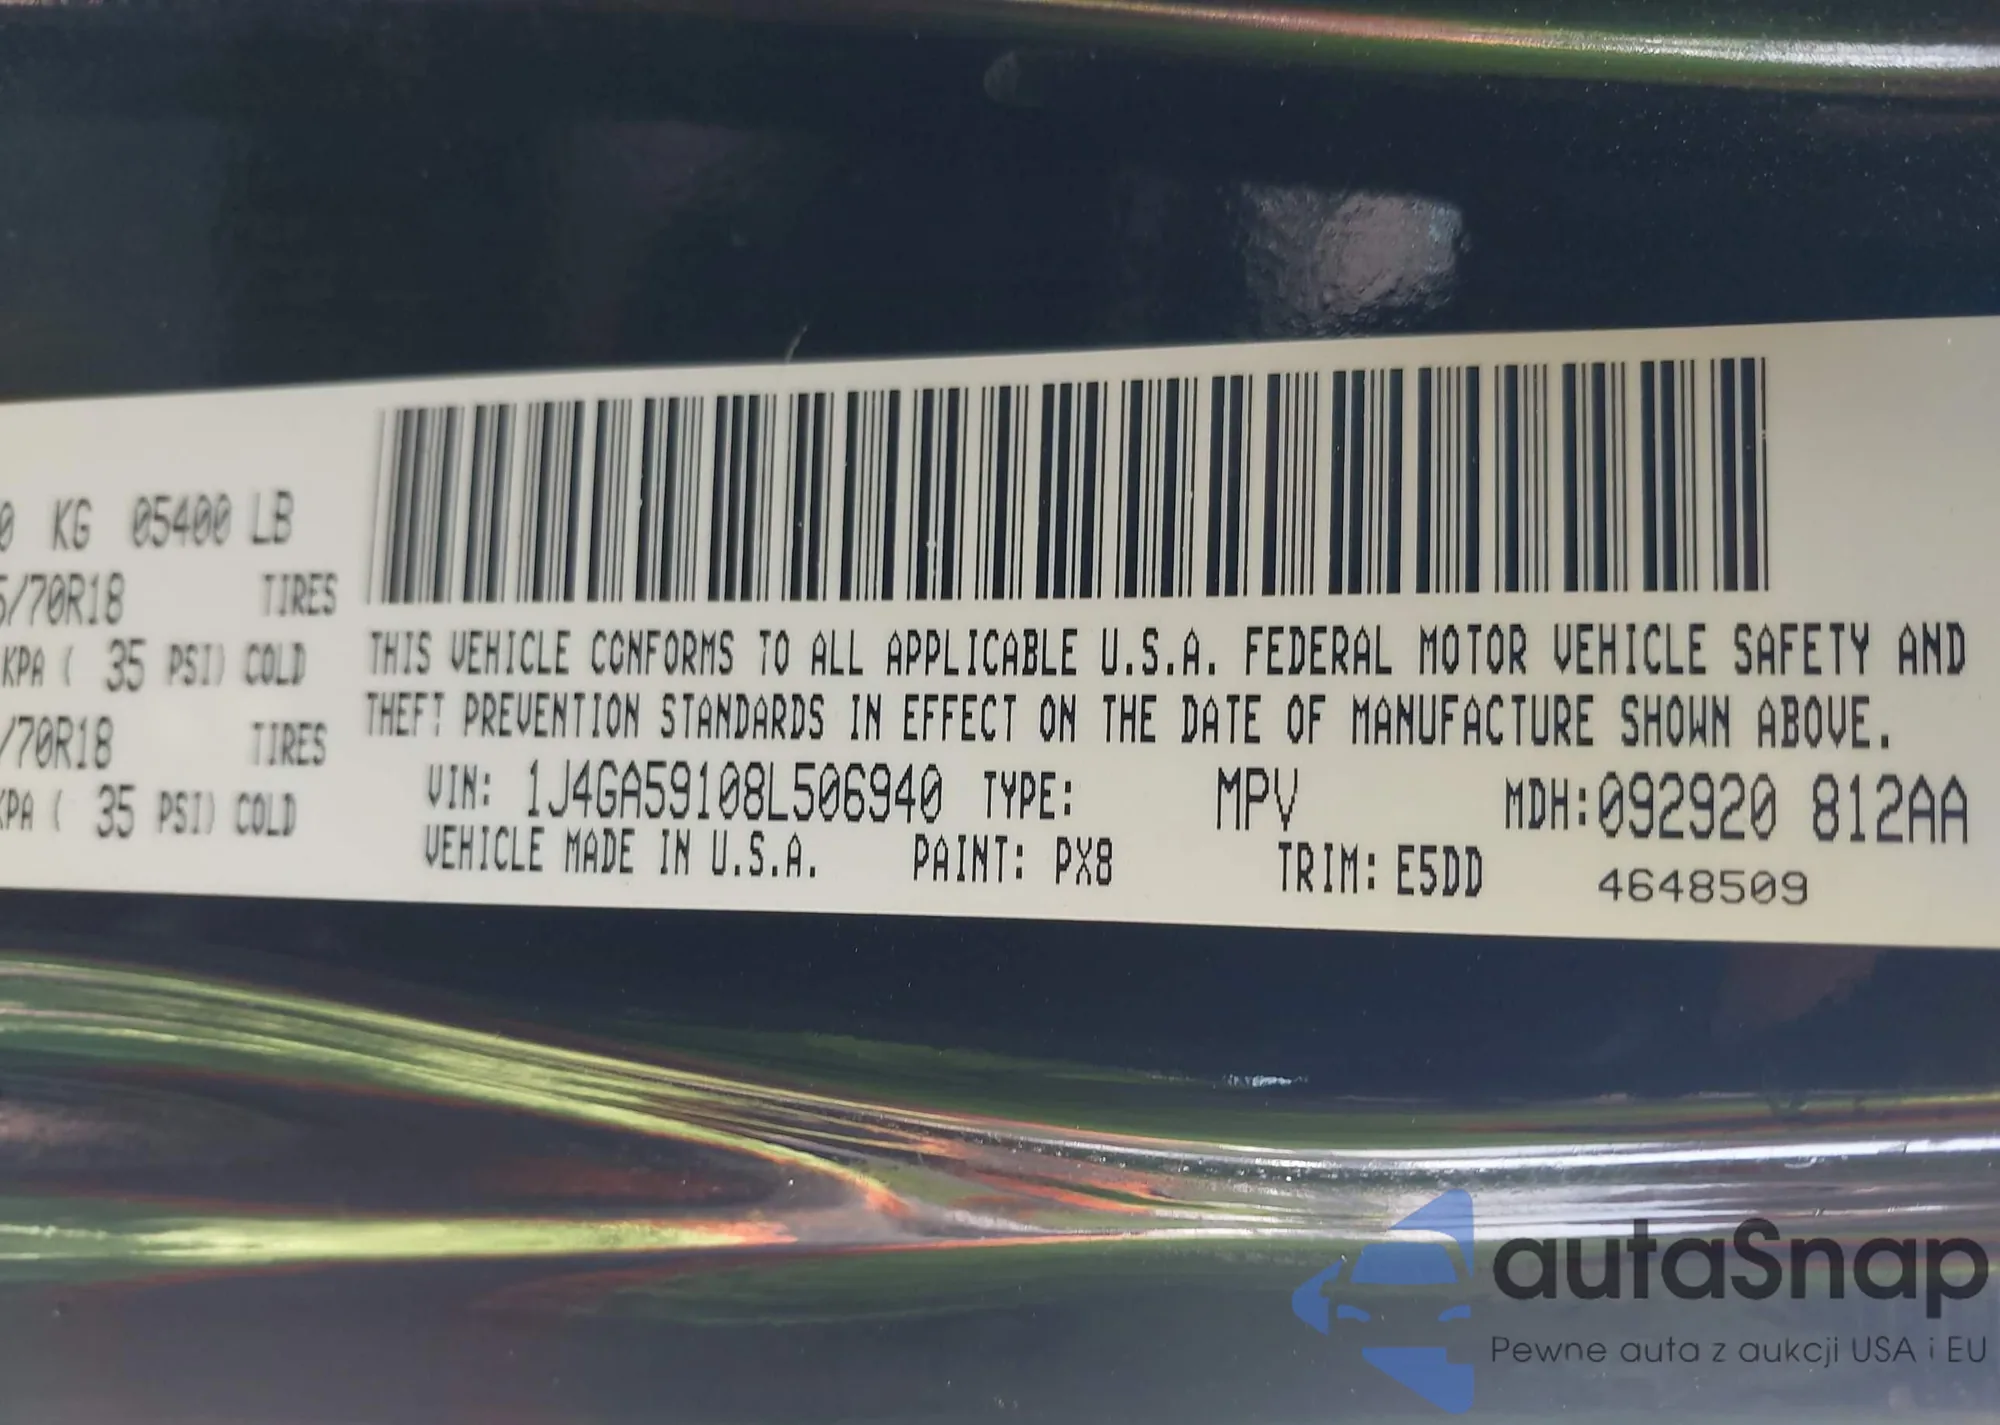 0 KG 05400 LB
5/70R18 TIRES
KPA ( 35 PSI) COLD
/70R18 TIRES
KPA ( 35 PSI) COLD
THIS VEHICLE CONFORMS TO ALL APPLICABLE U.S.A. FEDERAL MOTOR VEHICLE SAFETY AND
THEFT PREVENTION STANDARDS IN EFFECT ON THE DATE OF MANUFACTURE SHOWN ABOVE.
VIN: 1J4GA59108L506940 TYPE: MPV MDH:092920 812AA
VEHICLE MADE IN U.S.A. PAINT: PX8 TRIM: E5DD 4648509
autaSnap
Pewne auta z aukcji USA i EU